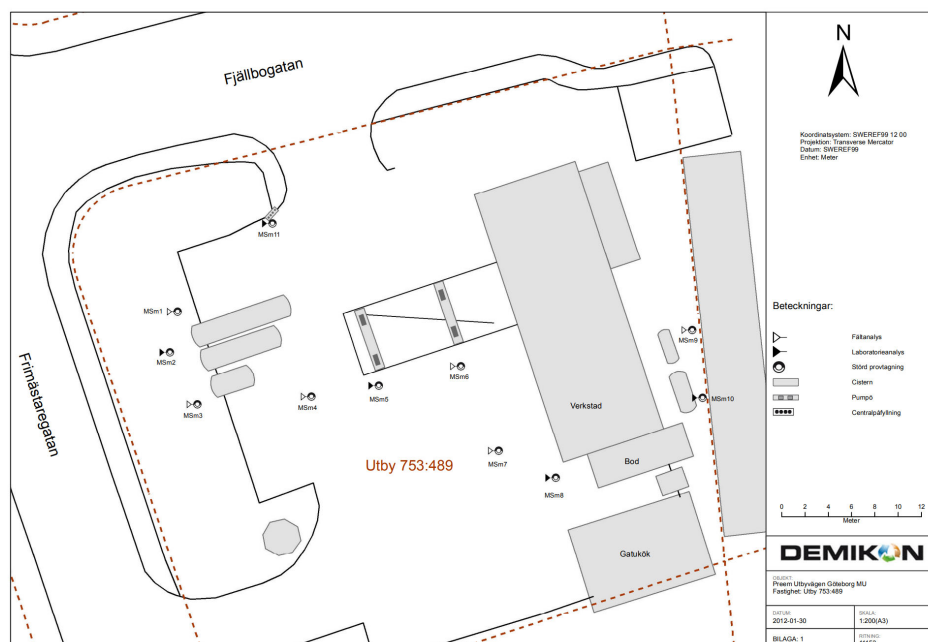 Fjällbogatan
Frimästaregatan
MSm11
MSm1
MSm2
MSm3
MSm4
MSm5
MSm6
MSm7
MSm8
MSm9
MSm10
Verkstad
Bod
Gatukök
Utby 753:489
N
Koordinatsystem: SWEREF99 12 00
Projektion: Transverse Mercator
Datum: SWEREF99
Enhet: Meter
Beteckningar:
Fältanalys
Laboratorieanalys
Störd provtagning
Cistern
Pumpö
Centralpåfyllning
0 2 4 6 8 10 12
Meter
DEMIKON
OBJEKT:
Preem Utbyvägen Göteborg MU
Fastighet: Utby 753:489
DATUM:
2012-01-30
SKALA:
1:200(A3)
BILAGA: 1
RITNING: